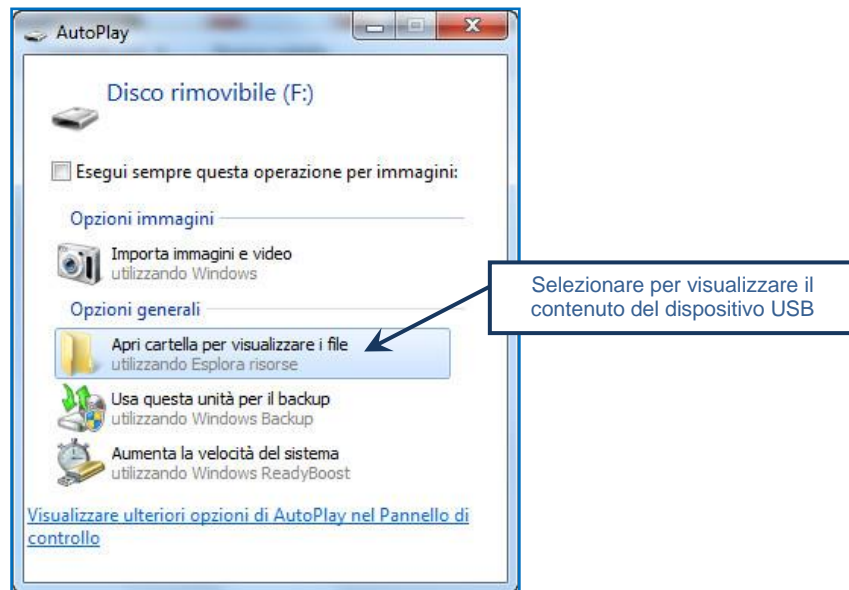 AutoPlay
Disco rimovibile (F:)
Esegui sempre questa operazione per immagini:
Opzioni immagini
Importa immagini e video
utilizzando Windows
Opzioni generali
Apri cartella per visualizzare i file
utilizzando Esplora risorse
Usa questa unità per il backup
utilizzando Windows Backup
Aumenta la velocità del sistema
utilizzando Windows ReadyBoost
Visualizzare ulteriori opzioni di AutoPlay nel Pannello di
controllo
Selezionare per visualizzare il
contenuto del dispositivo USB